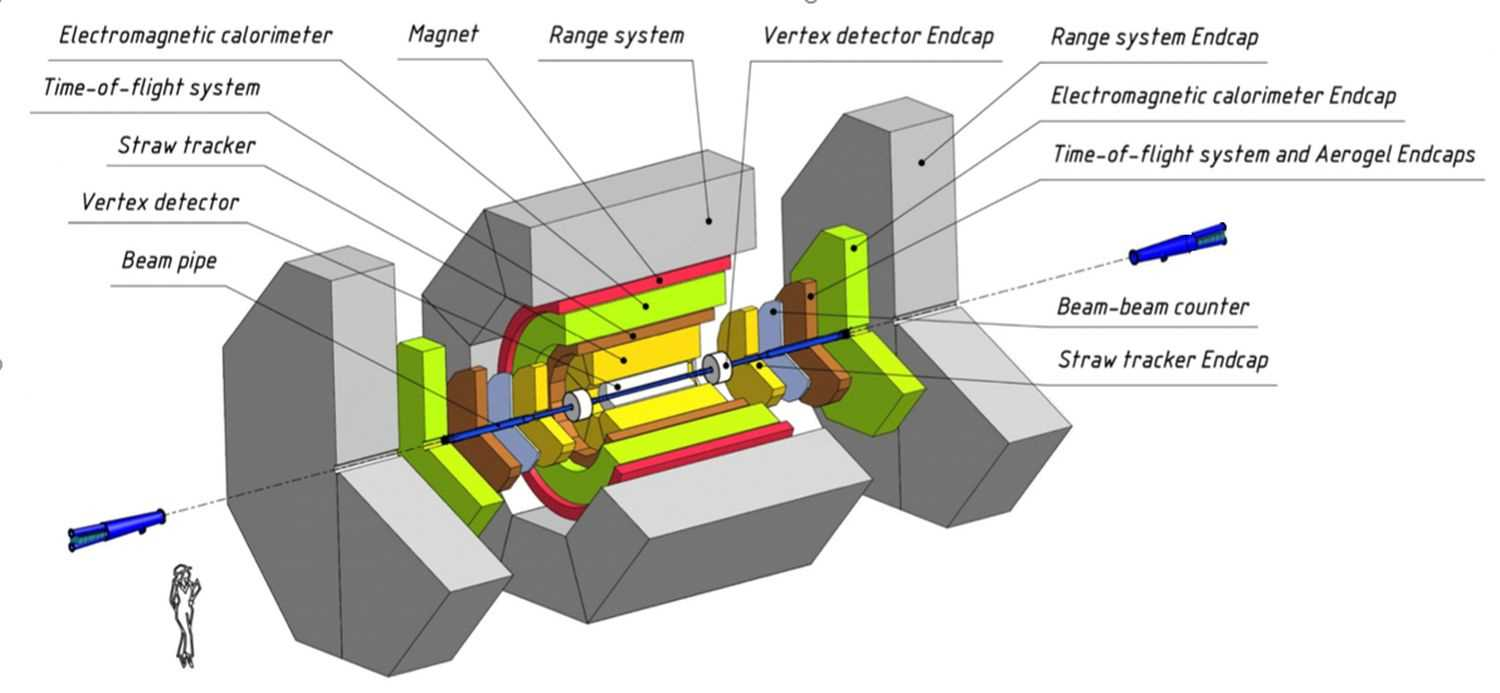 Electromagnetic calorimeter
Magnet
Range system
Vertex detector Endcap
Range system Endcap
Time-of-flight system
Electromagnetic calorimeter Endcap
Straw tracker
Time-of-flight system and Aerogel Endcaps
Vertex detector
Beam pipe
Beam-beam counter
Straw tracker Endcap